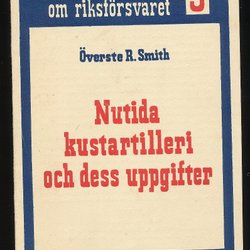 om riksförsvaret 5
Överste R. Smith
Nutida
kustartilleri
och dess uppgifter